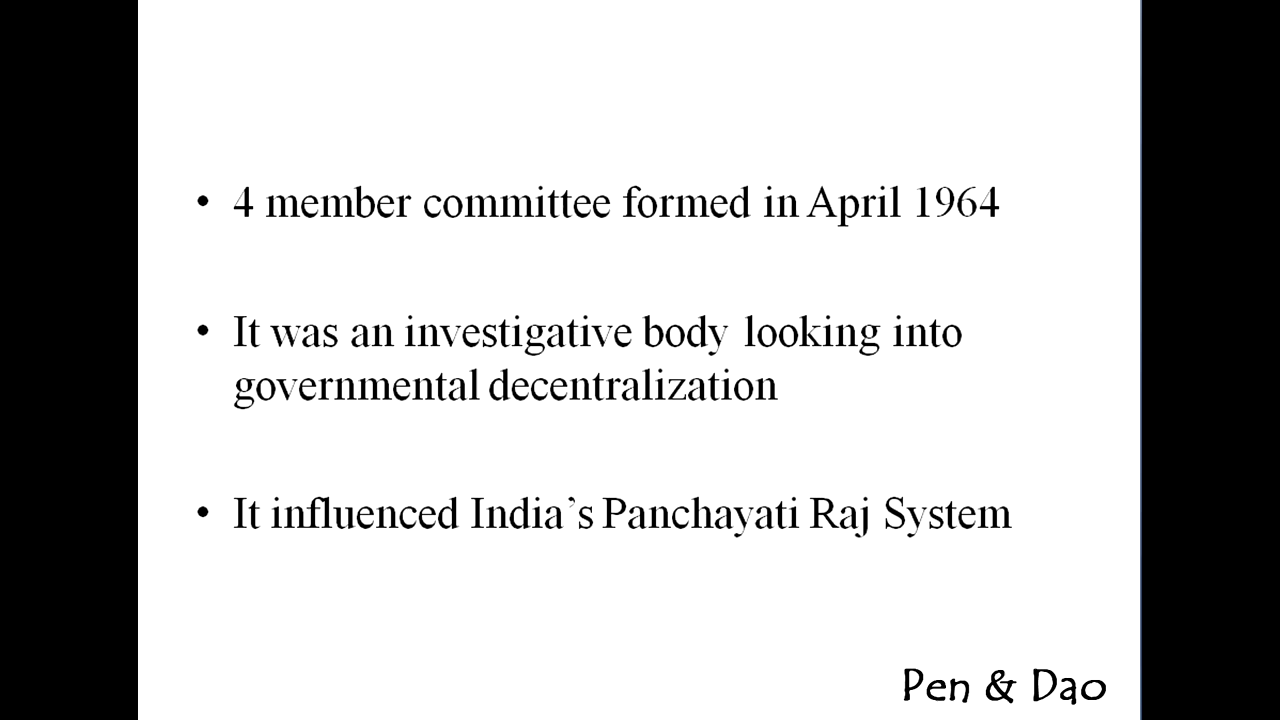 • 4 member committee formed in April 1964
• It was an investigative body looking into
governmental decentralization
• It influenced India’s Panchayati Raj System
Pen & Dao